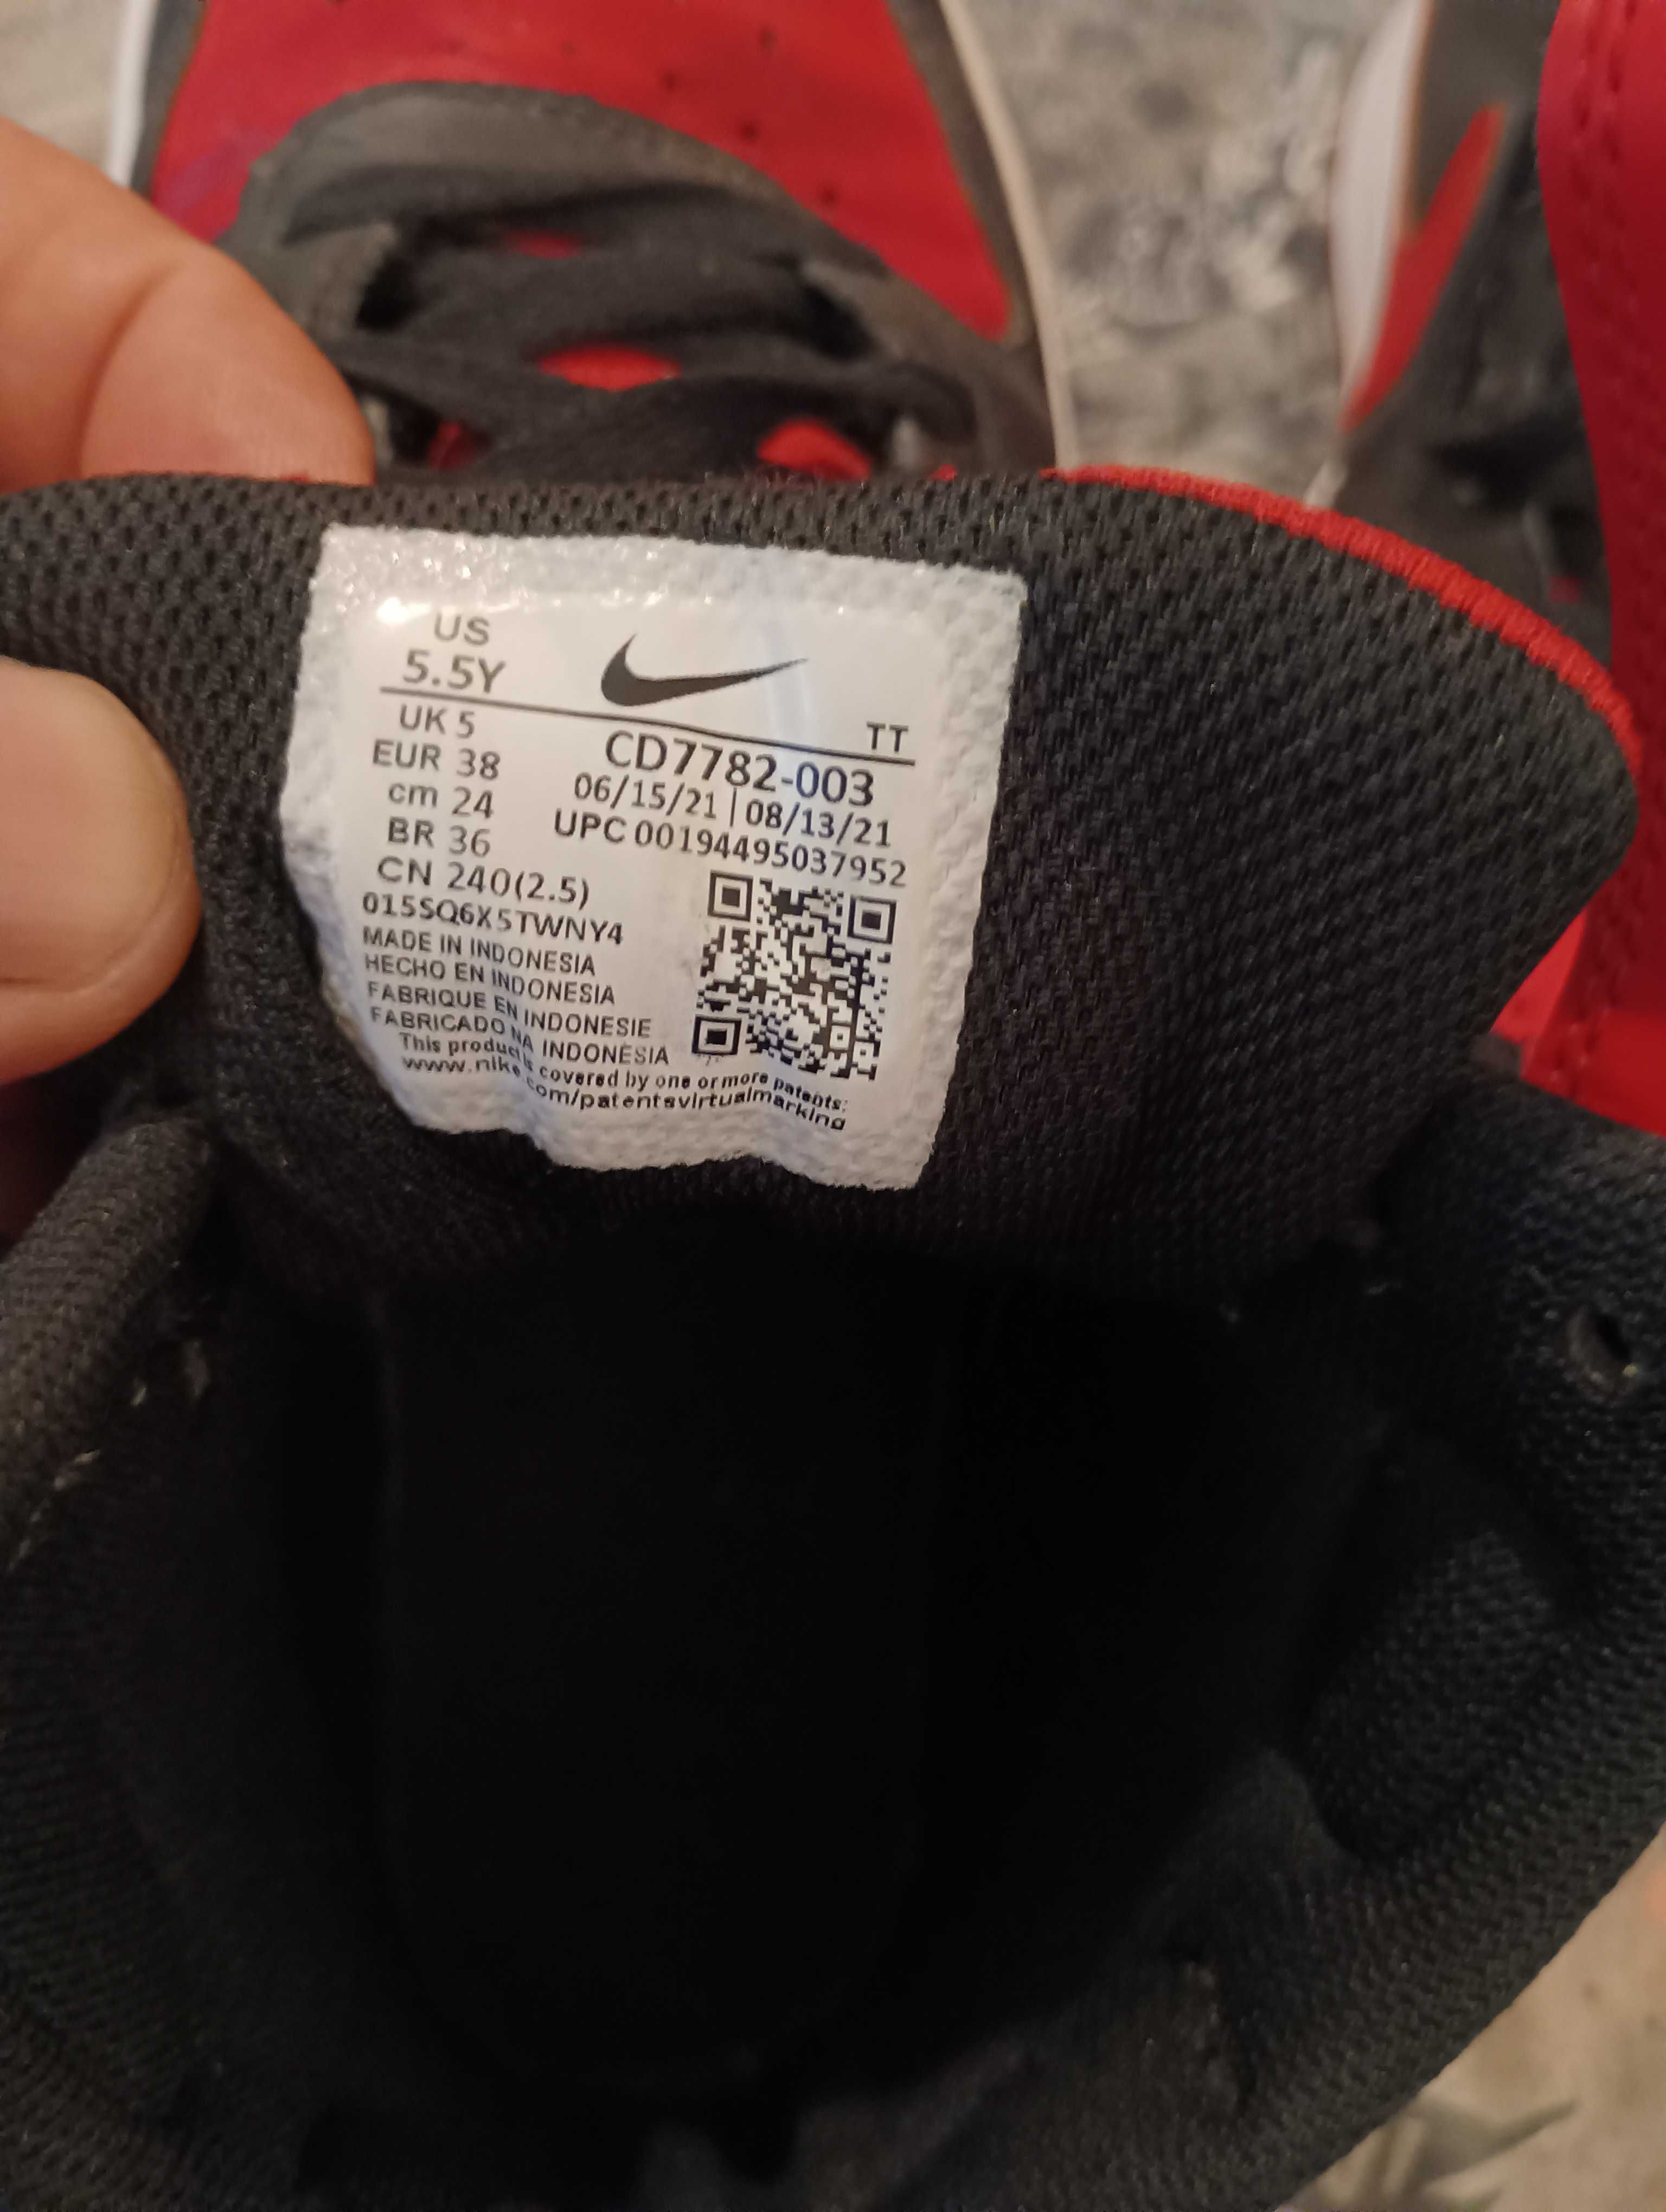 US
5.5Y
UK 5
EUR 38
cm 24
BR 36
CN 240(2.5)
TT
CD7782-003
06/15/21 | 08/13/21
UPC 00194495037952
015SQ6X5TWNY4
MADE IN INDONESIA
HECHO EN INDONESIA
FABRIQUE EN INDONESIE
FABRICADO NA INDONÉSIA
This product is covered by one or more patents:
www.nike.com/patentsvirtualmarking